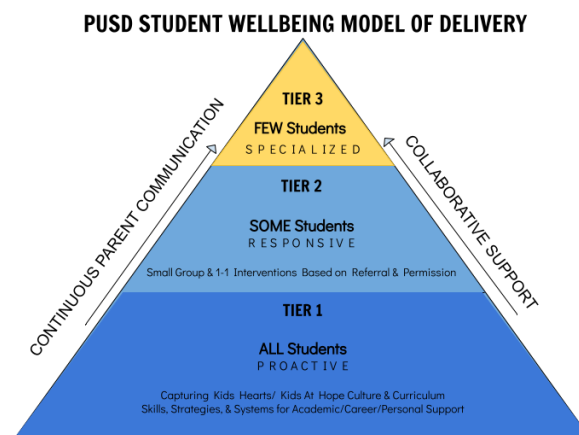 PUSD STUDENT WELLBEING MODEL OF DELIVERY
CONTINUOUS PARENT COMMUNICATION
COLLABORATIVE SUPPORT
TIER 3
FEW Students
SPECIALIZED
TIER 2
SOME Students
RESPONSIVE
Small Group & 1-1 Interventions Based on Referral & Permission
TIER 1
ALL Students
PROACTIVE
Capturing Kids Hearts/ Kids At Hope Culture & Curriculum
Skills, Strategies, & Systems for Academic/Career/Personal Support